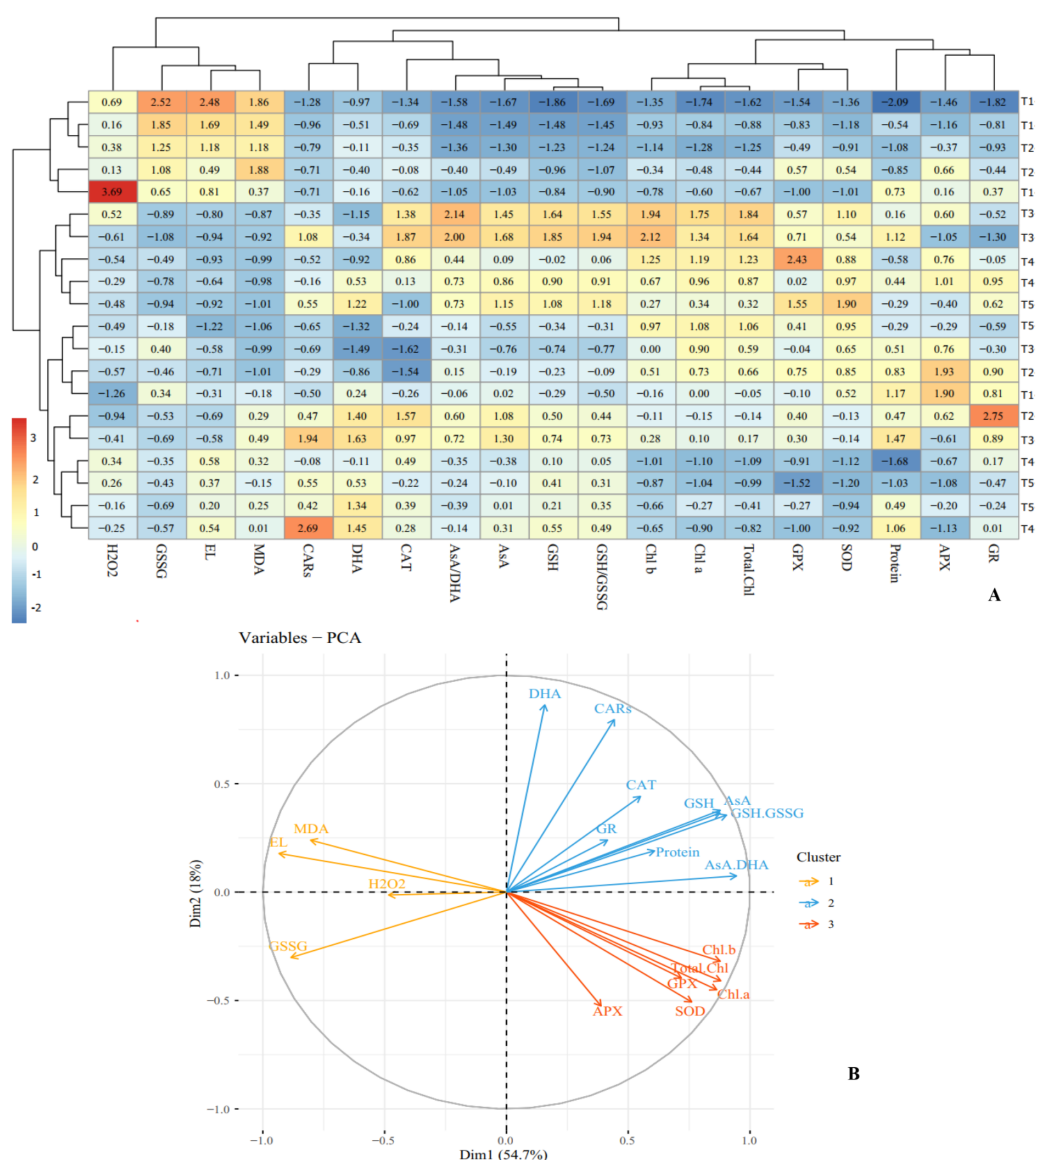 0.69 2.52 2.48 1.86 −1.28 −0.97 −1.34 −1.58 −1.67 −1.86 −1.69 −1.35 −1.74 −1.62 −1.54 −1.36 −2.09 −1.46 −1.82 T1
0.16 1.85 1.69 1.49 −0.96 −0.51 −0.69 −1.48 −1.49 −1.48 −1.45 −0.93 −0.84 −0.88 −0.83 −1.18 −0.54 −1.16 −0.81 T1
0.38 1.25 1.18 1.18 −0.79 −0.11 −0.35 −1.36 −1.30 −1.23 −1.24 −1.14 −1.28 −1.25 −0.49 −0.91 −1.08 −0.37 −0.93 T2
0.13 1.08 0.49 1.88 −0.71 −0.40 −0.08 −0.40 −0.49 −0.96 −1.07 −0.34 −0.48 −0.44 0.57 0.54 −0.85 0.66 −0.44 T2
3.69 0.65 0.81 0.37 −0.71 −0.16 −0.62 −1.05 −1.03 −0.84 −0.90 −0.78 −0.60 −0.67 −1.00 −1.01 0.73 0.16 0.37 T1
0.52 −0.89 −0.80 −0.87 −0.35 −1.15 1.38 2.14 1.45 1.64 1.55 1.94 1.75 1.84 0.57 1.10 0.16 0.60 −0.52 T3
−0.61 −1.08 −0.94 −0.92 1.08 −0.34 1.87 2.00 1.68 1.85 1.94 2.12 1.34 1.64 0.71 0.54 1.12 −1.05 −1.30 T3
−0.54 −0.49 −0.93 −0.99 −0.52 −0.92 0.86 0.44 0.09 −0.02 0.06 1.25 1.19 1.23 2.43 0.88 −0.58 0.76 −0.05 T4
−0.29 −0.78 −0.64 −0.98 −0.16 0.53 0.13 0.73 0.86 0.90 0.91 0.67 0.96 0.87 0.02 0.97 0.44 1.01 0.95 T4
−0.48 −0.94 −0.92 −1.01 0.55 1.22 −1.00 0.73 1.15 1.08 1.18 0.27 0.34 0.32 1.55 1.90 −0.29 −0.40 0.62 T5
−0.49 −0.18 −1.22 −1.06 −0.65 −1.32 −0.24 −0.14 −0.55 −0.34 −0.31 0.97 1.08 1.06 0.41 0.95 −0.29 −0.29 −0.59 T5
−0.15 0.40 −0.58 −0.99 −0.69 −1.49 −1.62 −0.31 −0.76 −0.74 −0.77 0.00 0.90 0.59 −0.04 0.65 0.51 0.76 −0.30 T3
−0.57 −0.46 −0.71 −1.01 −0.29 −0.86 −1.54 0.15 −0.19 −0.23 −0.09 0.51 0.73 0.66 0.75 0.85 0.83 1.93 0.90 T2
−1.26 0.34 −0.31 −0.18 −0.50 0.24 −0.26 −0.06 0.02 −0.29 −0.50 −0.16 0.00 −0.05 −0.10 0.52 1.17 1.90 0.81 T1
−0.94 −0.53 −0.69 0.29 0.47 1.40 1.57 0.60 1.08 0.50 0.44 −0.11 −0.15 −0.14 0.40 −0.13 0.47 0.62 2.75 T2
−0.41 −0.69 −0.58 0.49 1.94 1.63 0.97 0.72 1.30 0.74 0.73 0.28 0.10 0.17 0.30 −0.14 1.47 −0.61 0.89 T3
0.34 −0.35 0.58 0.32 −0.08 −0.11 0.49 −0.35 −0.38 0.10 0.05 −1.01 −1.10 −1.09 −0.91 −1.12 −1.68 −0.67 0.17 T4
0.26 −0.43 0.37 −0.15 0.55 0.53 −0.22 −0.24 −0.10 0.41 0.31 −0.87 −1.04 −0.99 −1.52 −1.20 −1.03 −1.08 −0.47 T5
−0.16 −0.69 0.20 0.25 0.42 1.34 0.39 −0.39 0.01 0.21 0.35 −0.66 −0.27 −0.41 −0.27 −0.94 0.49 −0.20 −0.24 T5
−0.25 −0.57 0.54 0.01 2.69 1.45 0.28 −0.14 0.31 0.55 0.49 −0.65 −0.90 −0.82 −1.00 −0.92 1.06 −1.13 0.01 T4
H2O2 GSSG EL MDA CARs DHA CAT AsA/DHA AsA GSH GSH/GSSG Chl b Chl a Total.Chl GPX SOD Protein APX GR
3
2
1
0
-1
-2
A
Variables − PCA
1.0
0.5
0.0
−0.5
−1.0
Dim2 (18%)
DHA
CARs
CAT
GSH AsA
GSH.GSSG
GR
MDA
EL
Protein
AsA.DHA
H2O2
GSSG
Chl.b
Total.Chl
GPX
Chl.a
APX
SOD
Cluster
a 1
a 2
a 3
B
−1.0 −0.5 0.0 0.5 1.0
Dim1 (54.7%)